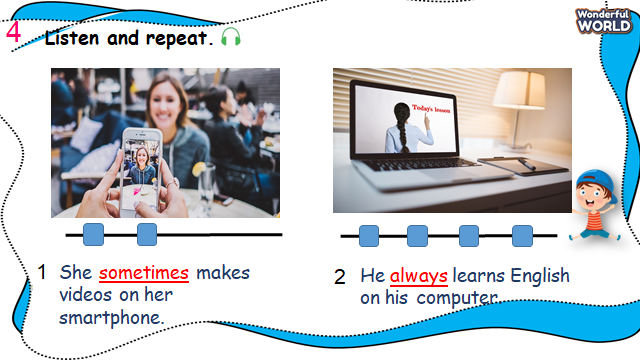 4 Listen and repeat.
Wonderful
WORLD
Today's lesson
1 She sometimes makes
videos on her
smartphone.
2 He always learns English
on his computer.